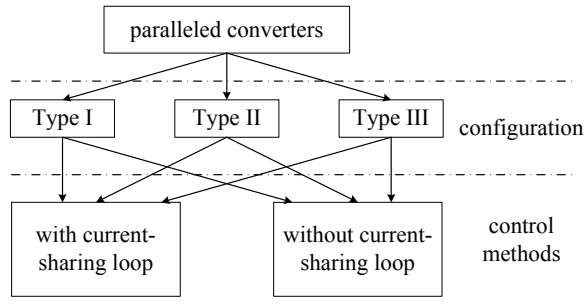 paralleled converters
Type I
Type II
Type III
configuration
with current-
sharing loop
without current-
sharing loop
control
methods